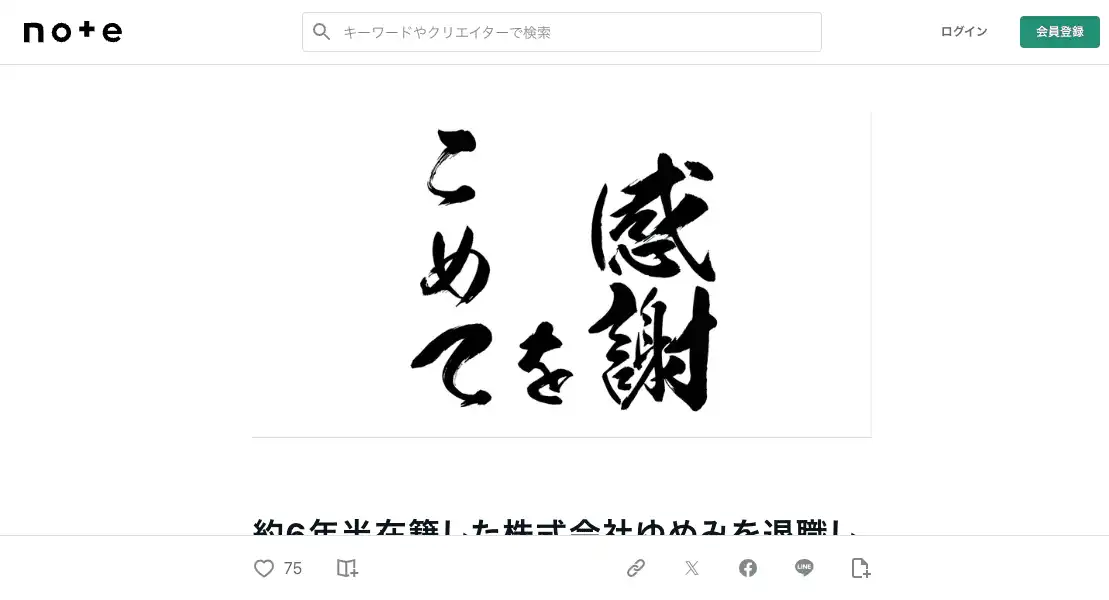 note
キーワードやクリエイターで検索
ログイン
会員登録
感謝を
こめて
約6年半在籍した株式会社ゆめみを退職し
75
LINE